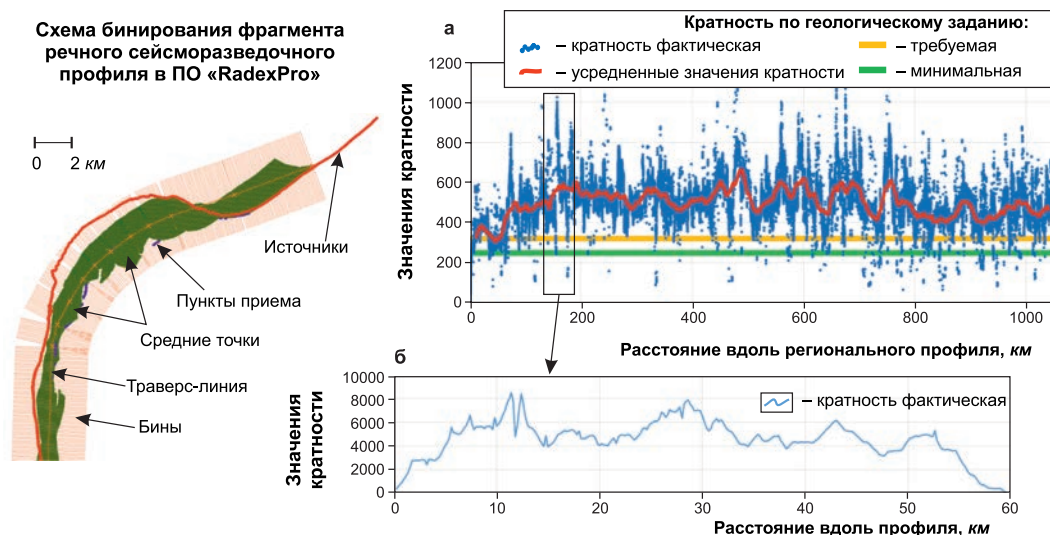 Схема бинирования фрагмента
речного сейсморазведочного
профиля в ПО «RadexPro»
0 2 км
Источники
Пункты приема
Средние точки
Траверс-линия
Бины
а
Кратность по геологическому заданию:
– кратность фактическая
– требуемая
– усредненные значения кратности
– минимальная
Значения кратности
1200
1000
800
600
400
200
0
0 200 400 600 800 1000
Расстояние вдоль регионального профиля, км
б
Значения
кратности
10000
8000
6000
4000
2000
0
– кратность фактическая
0 10 20 30 40 50 60
Расстояние вдоль профиля, км